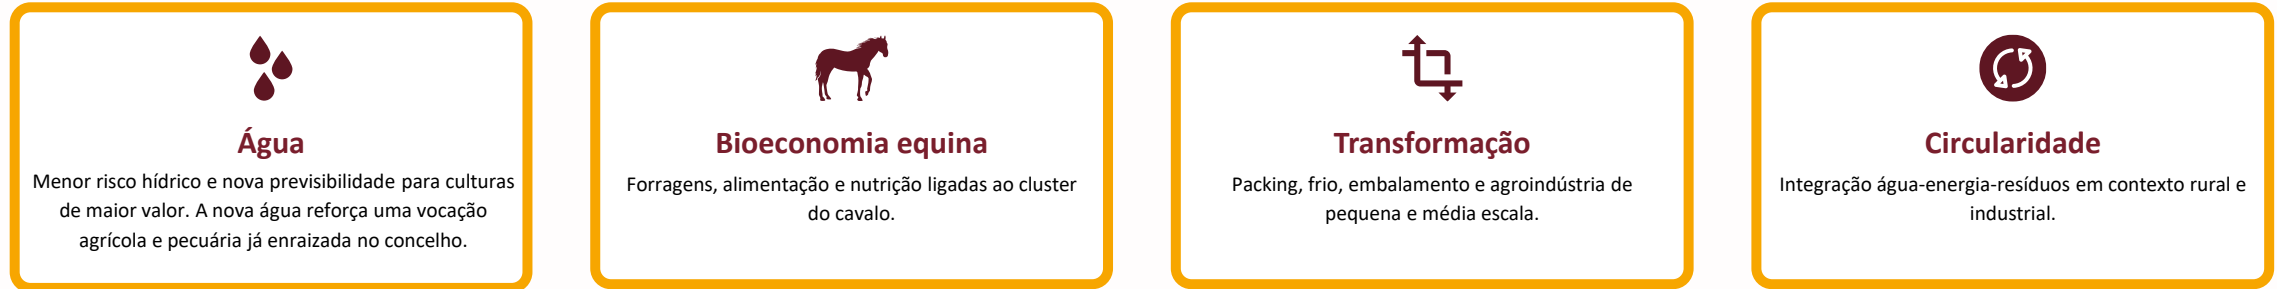 Água
Menor risco hídrico e nova previsibilidade para culturas
de maior valor. A nova água reforça uma vocação
agrícola e pecuária já enraizada no concelho.
Bioeconomia equina
Forragens, alimentação e nutrição ligadas ao cluster
do cavalo.
Transformação
Packing, frio, embalamento e agroindústria de
pequena e média escala.
Circularidade
Integração água-energia-resíduos em contexto rural e
industrial.